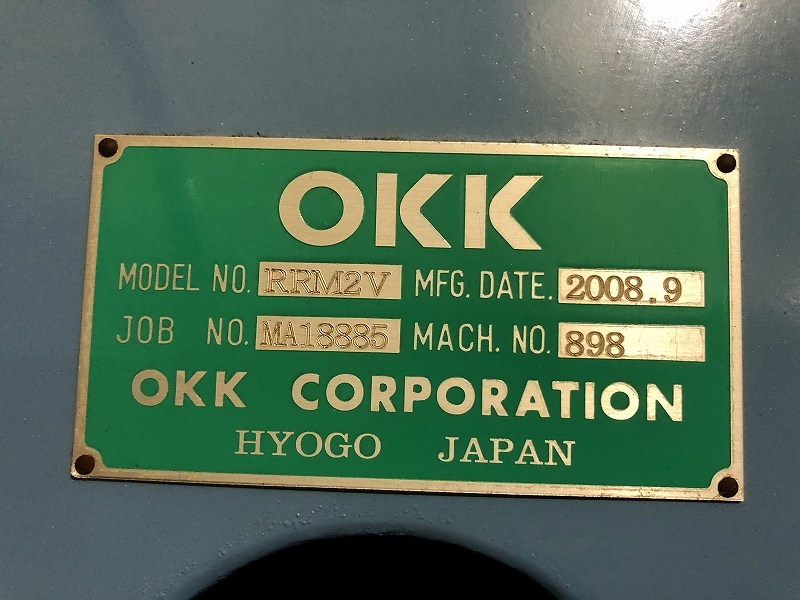 OKK
MODEL NO. RRM2V MFG. DATE. 2008.9
JOB NO. MA18885 MACH. NO. 898
OKK CORPORATION
HYOGO JAPAN